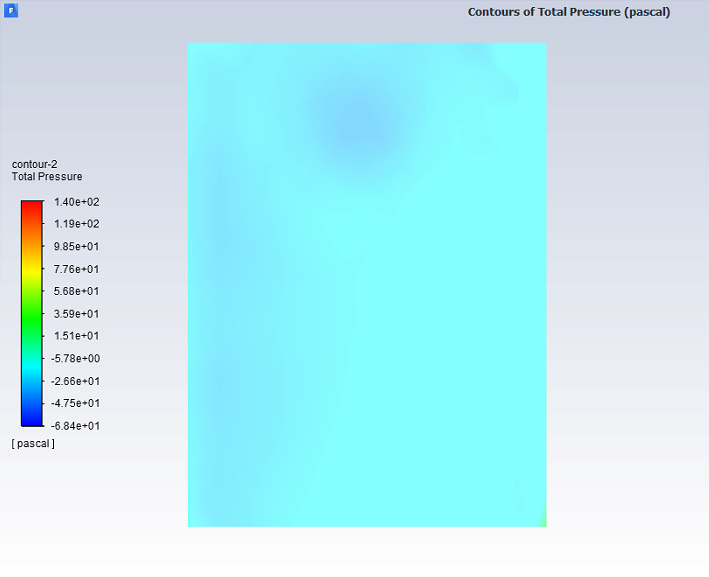 F
Contours of Total Pressure (pascal)
contour-2
Total Pressure
1.40e+02
1.19e+02
9.85e+01
7.76e+01
5.68e+01
3.59e+01
1.51e+01
-5.78e+00
-2.66e+01
-4.75e+01
-6.84e+01
[ pascal ]